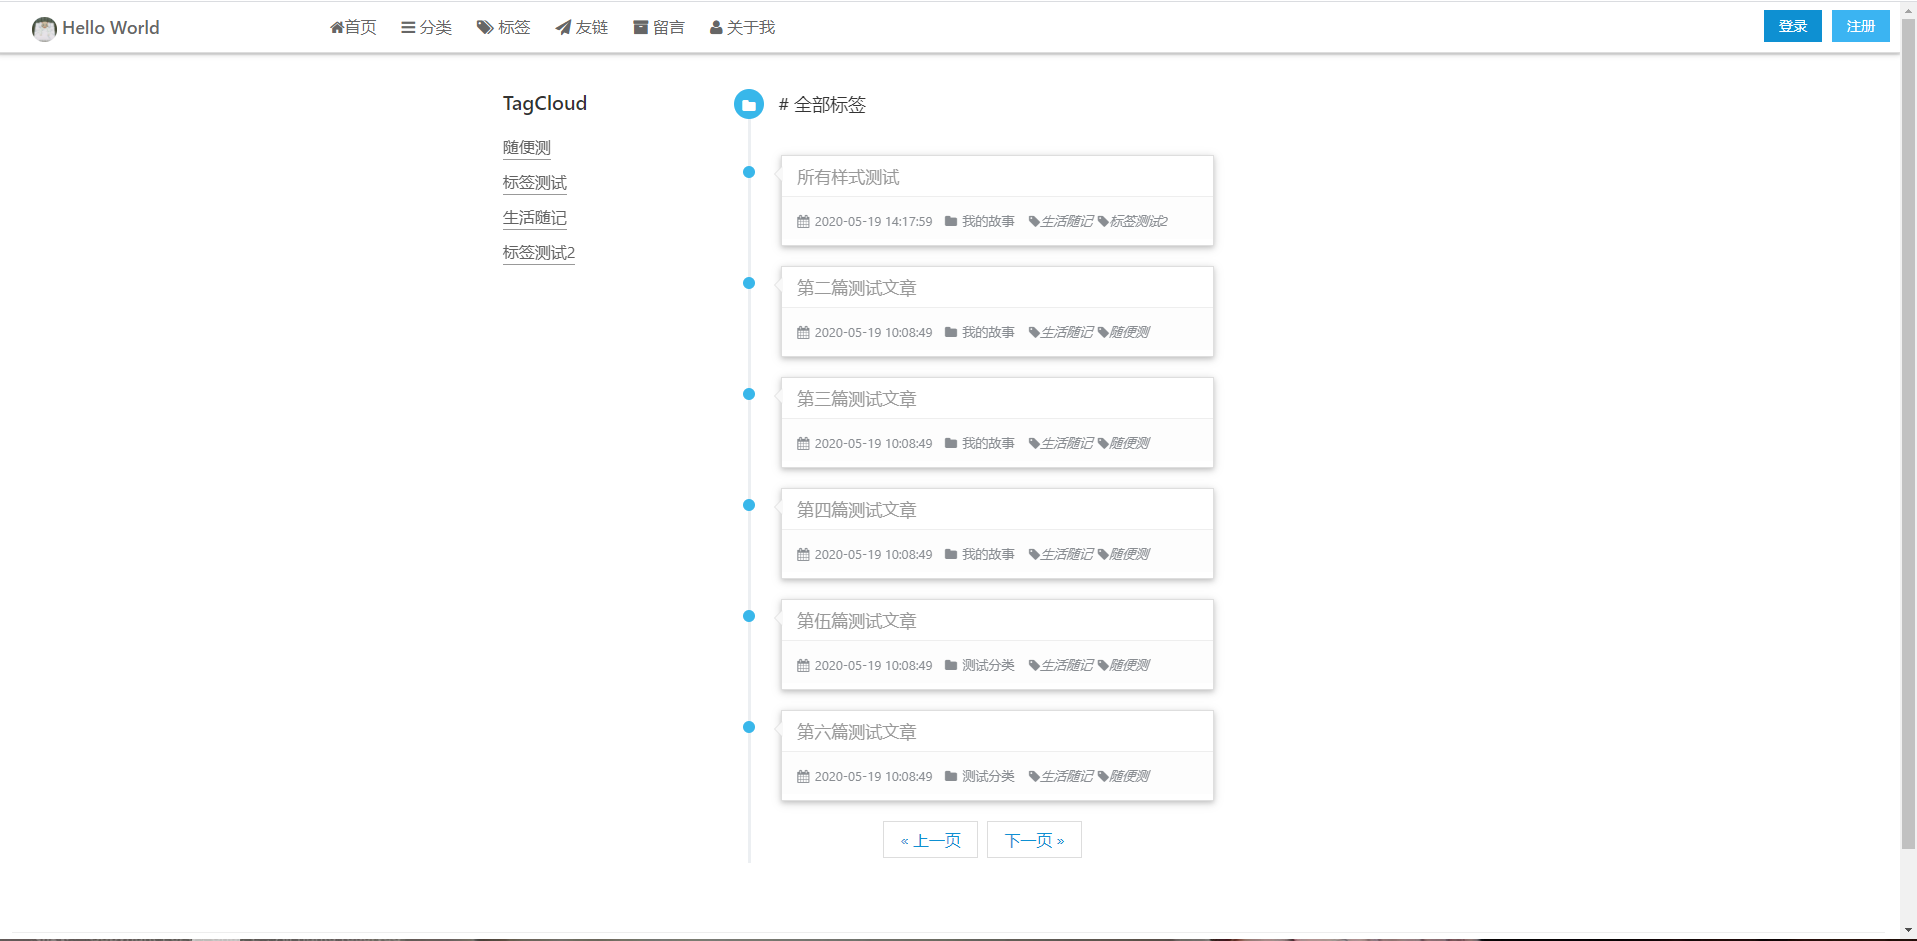 Hello World 首页 分类 标签 友链 留言 关于我 登录 注册
TagCloud
随便测
标签测试
生活随记
标签测试2
# 全部标签
所有样式测试
2020-05-19 14:17:59 我的故事 生活随记 标签测试2
第二篇测试文章
2020-05-19 10:08:49 我的故事 生活随记 随便测
第三篇测试文章
2020-05-19 10:08:49 我的故事 生活随记 随便测
第四篇测试文章
2020-05-19 10:08:49 我的故事 生活随记 随便测
第伍篇测试文章
2020-05-19 10:08:49 测试分类 生活随记 随便测
第六篇测试文章
2020-05-19 10:08:49 测试分类 生活随记 随便测
« 上一页 下一页 »